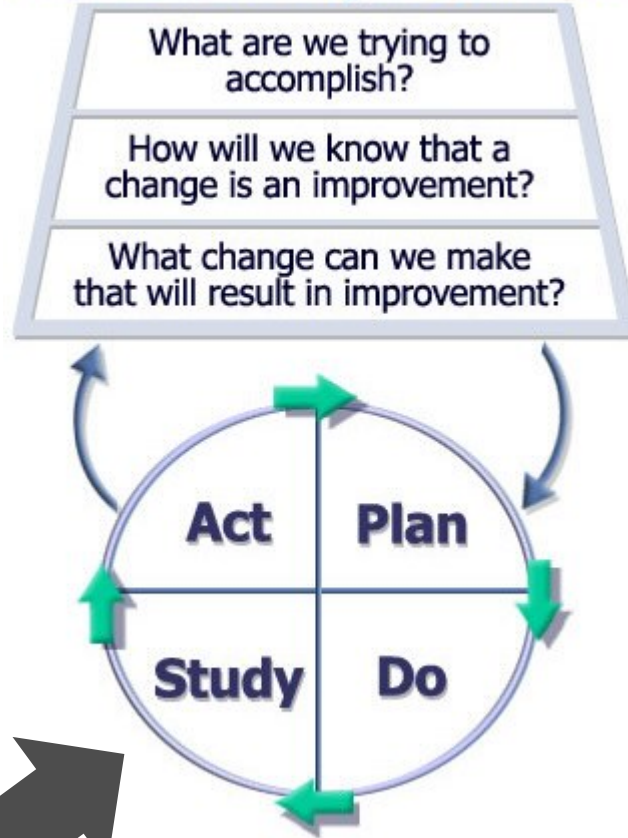 What are we trying to
accomplish?
How will we know that a
change is an improvement?
What change can we make
that will result in improvement?
Act
Plan
Study
Do